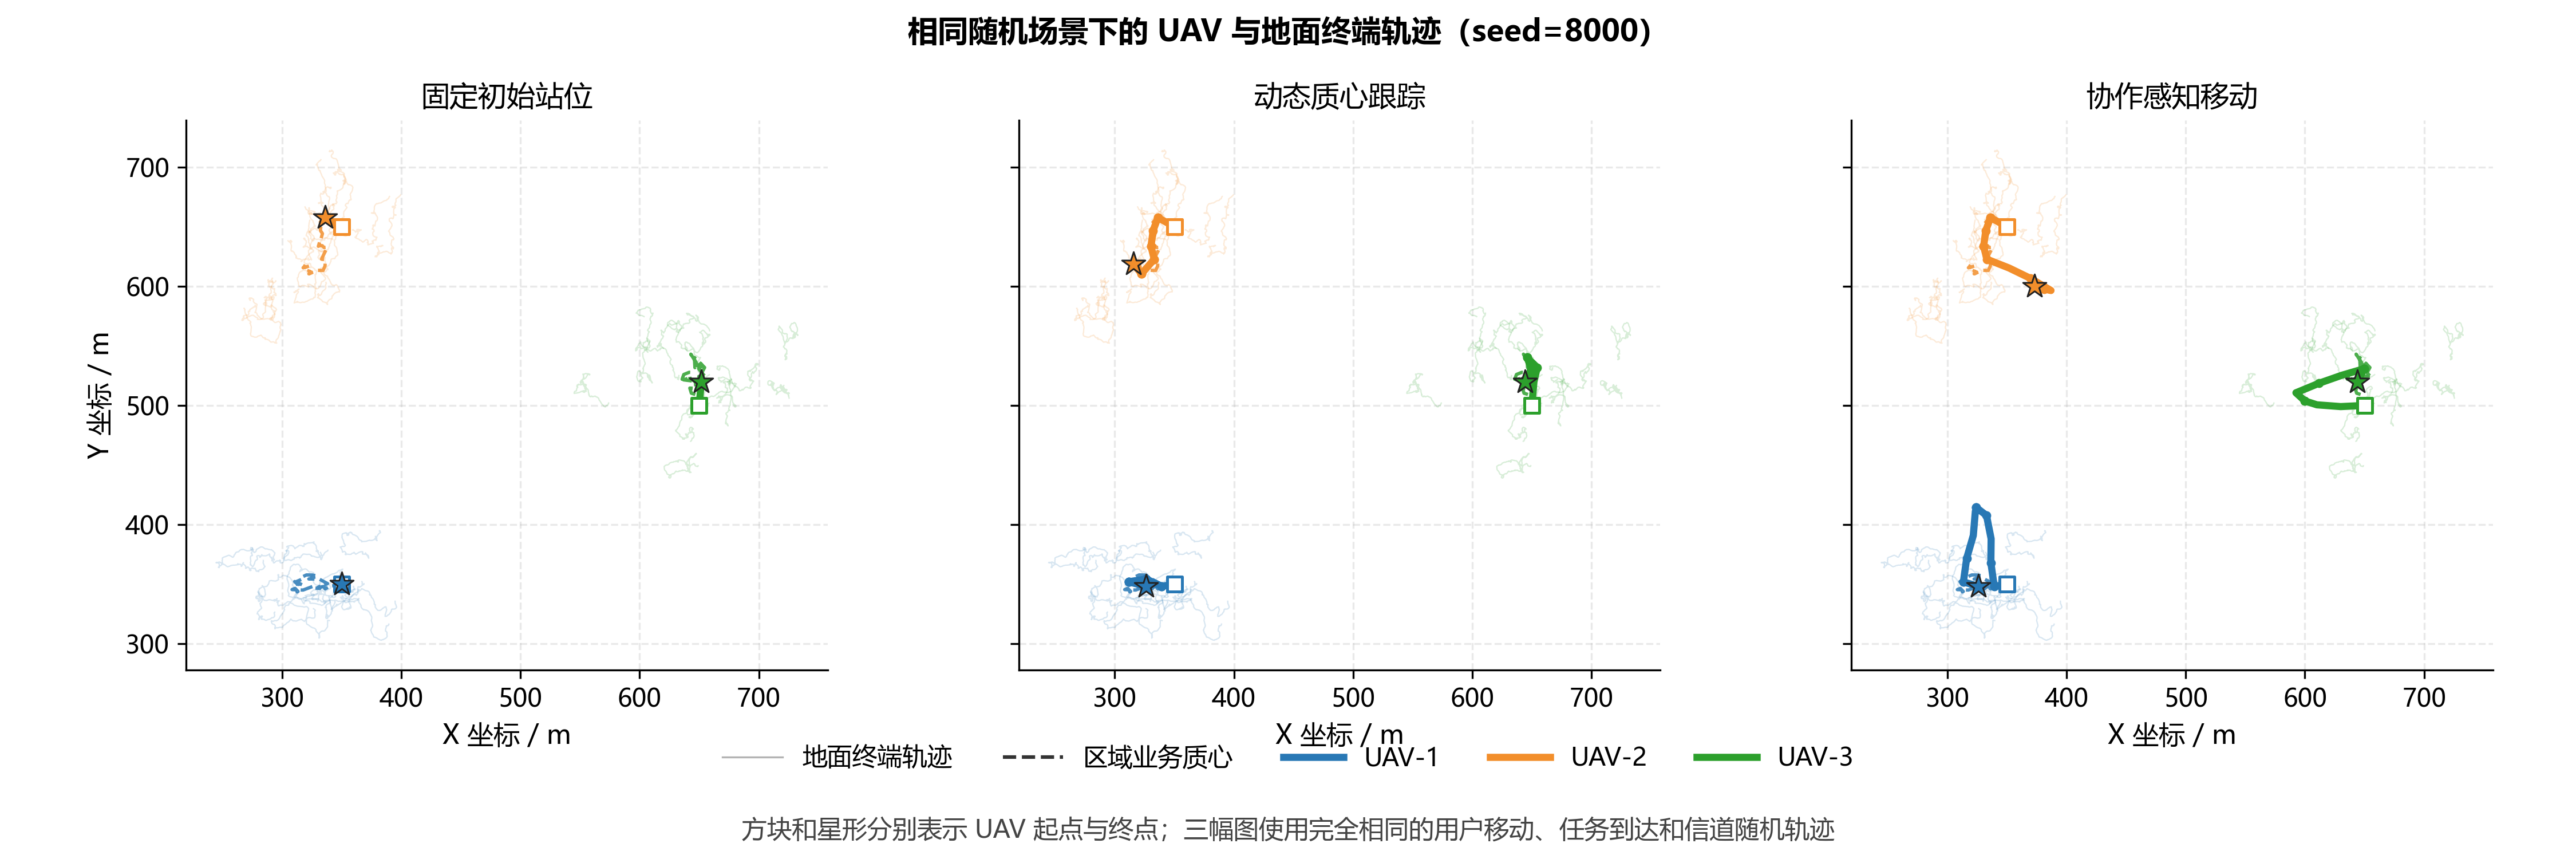 相同随机场景下的 UAV 与地面终端轨迹（seed=8000）
固定初始站位
动态质心跟踪
协作感知移动
Y 坐标 / m
700
600
500
400
300
300 400 500 600 700
300 400 500 600 700
300 400 500 600 700
X 坐标 / m
X 坐标 / m
X 坐标 / m
地面终端轨迹 区域业务质心 UAV-1 UAV-2 UAV-3
方块和星形分别表示 UAV 起点与终点；三幅图使用完全相同的用户移动、任务到达和信道随机轨迹